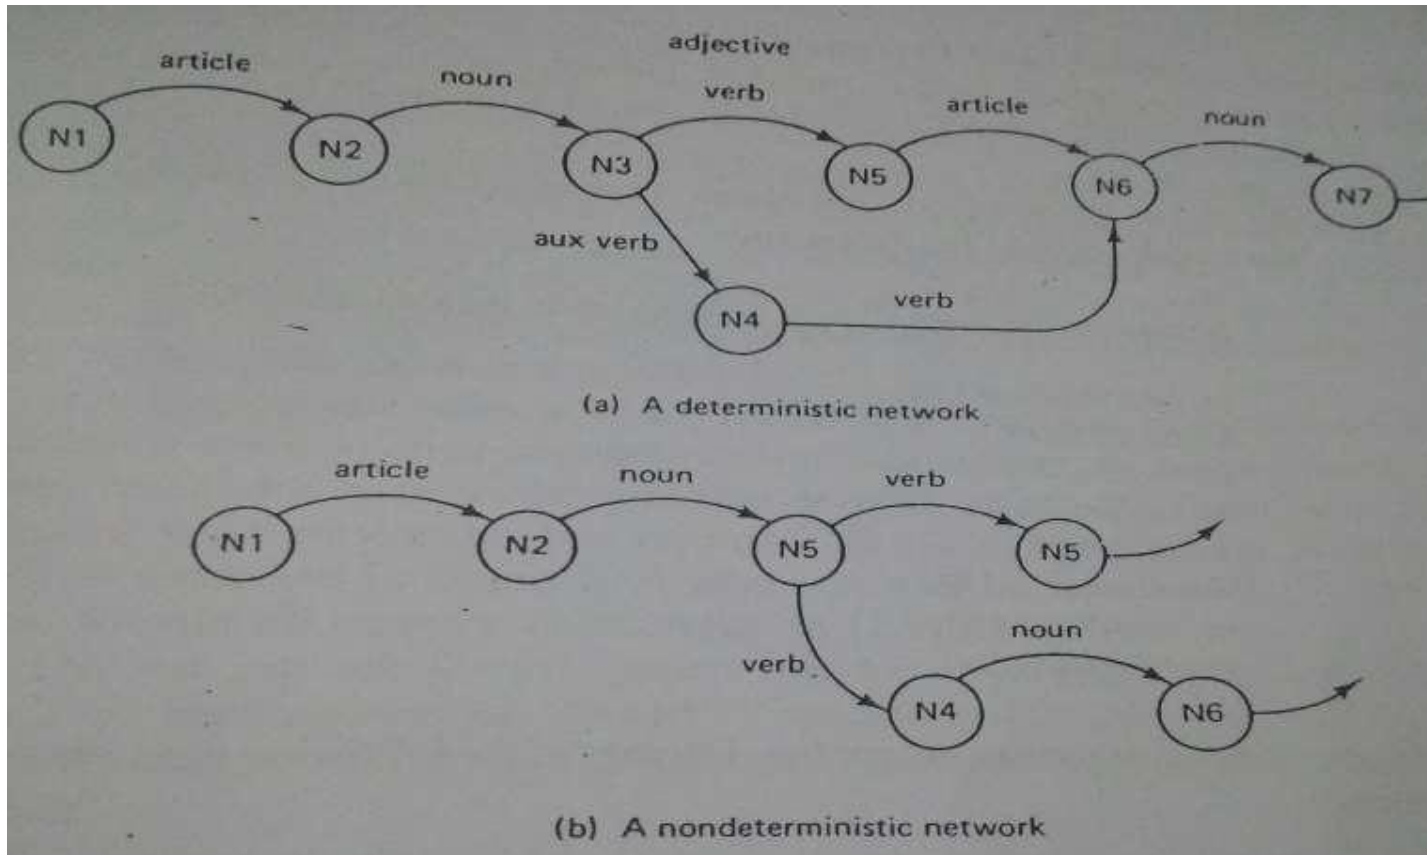 adjective
article noun verb article noun
N1 N2 N3 N5 N6 N7
aux verb
N4 verb
(a) A deterministic network
article noun verb
N1 N2 N5 N5
noun
verb
N4 N6
(b) A nondeterministic network